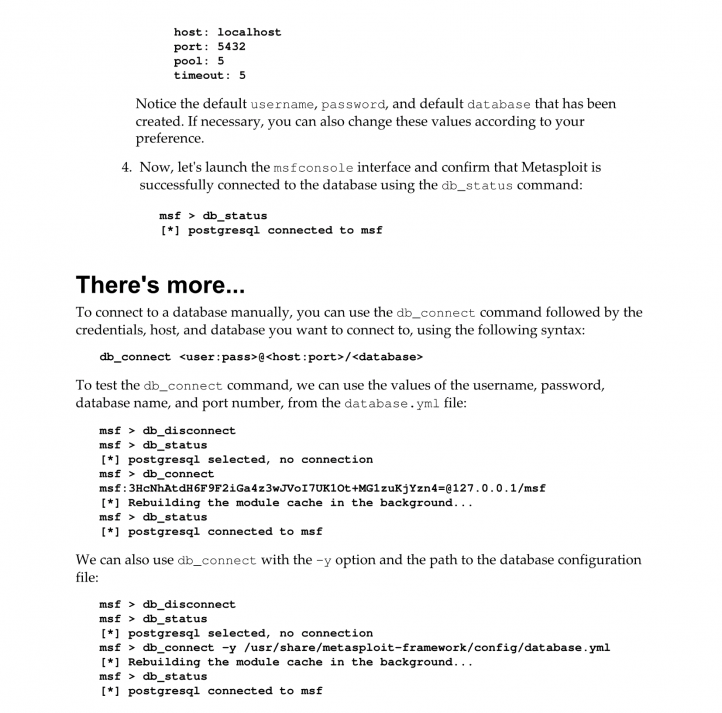 host: localhost
port: 5432
pool: 5
timeout: 5
Notice the default username, password, and default database that has been
created. If necessary, you can also change these values according to your
preference.
4. Now, let's launch the msfconsole interface and confirm that Metasploit is
successfully connected to the database using the db_status command:
msf > db_status
[*] postgresql connected to msf
There's more...
To connect to a database manually, you can use the db_connect command followed by the
credentials, host, and database you want to connect to, using the following syntax:
db_connect <user:pass>@<host:port>/<database>
To test the db_connect command, we can use the values of the username, password,
database name, and port number, from the database.yml file:
msf > db_disconnect
msf > db_status
[*] postgresql selected, no connection
msf > db_connect
msf:3HcNhAtdH6F9F2iGa4z3wJVoI7UK1Ot+MG1zuKjYzn4=@127.0.0.1/msf
[*] Rebuilding the module cache in the background...
msf > db_status
[*] postgresql connected to msf
We can also use db_connect with the -y option and the path to the database configuration
file:
msf > db_disconnect
msf > db_status
[*] postgresql selected, no connection
msf > db_connect -y /usr/share/metasploit-framework/config/database.yml
[*] Rebuilding the module cache in the background...
msf > db_status
[*] postgresql connected to msf